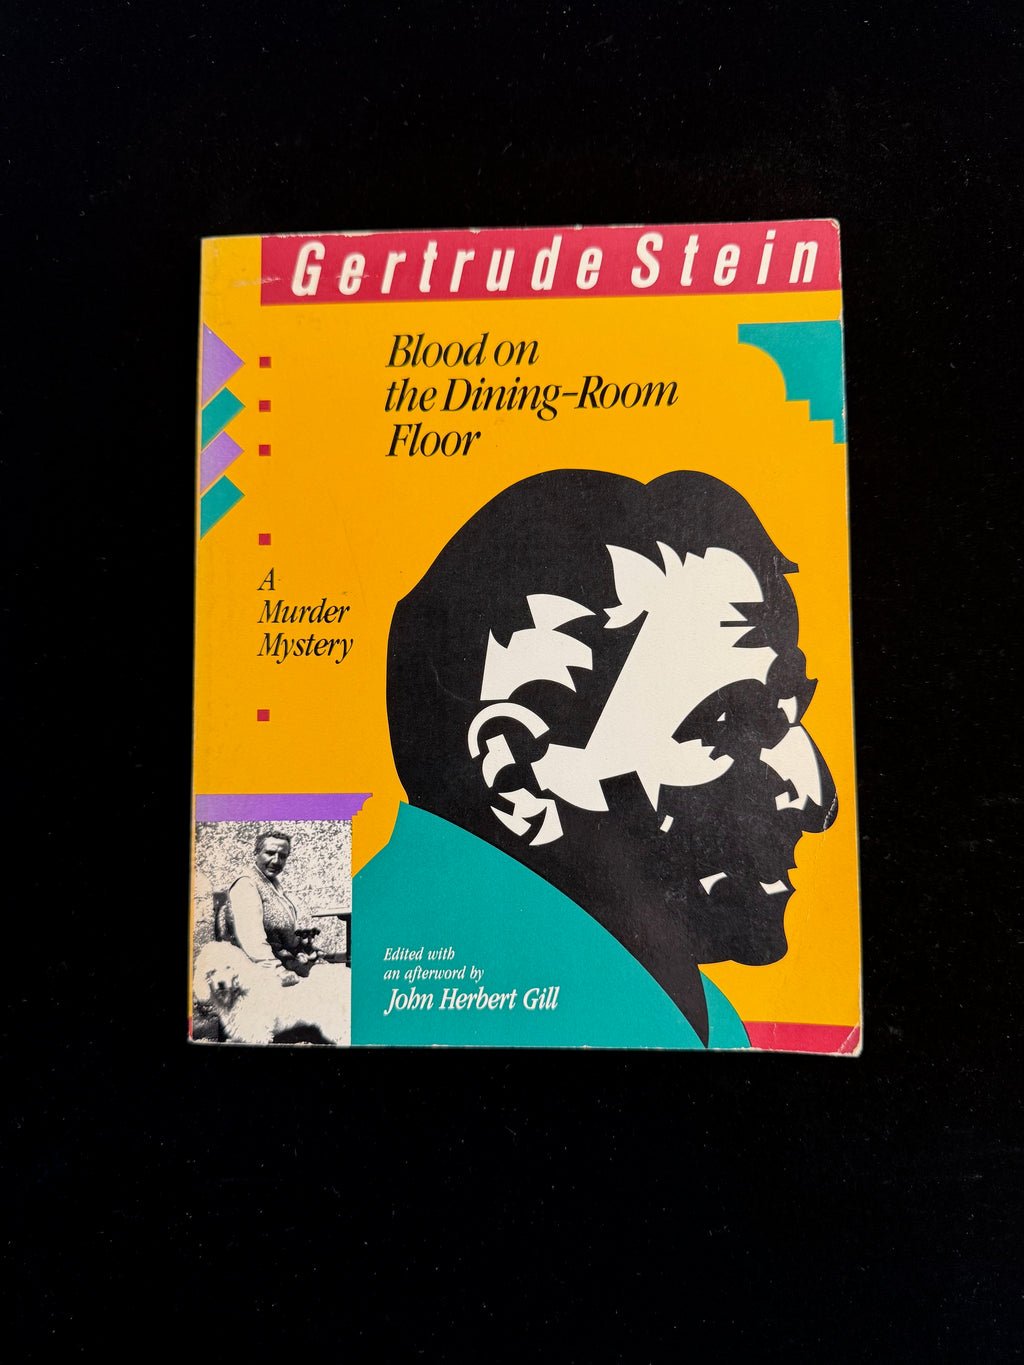 Gertrude Stein
Blood on
the Dining-Room
Floor
A
Murder
Mystery
Edited with
an afterword by
John Herbert Gill